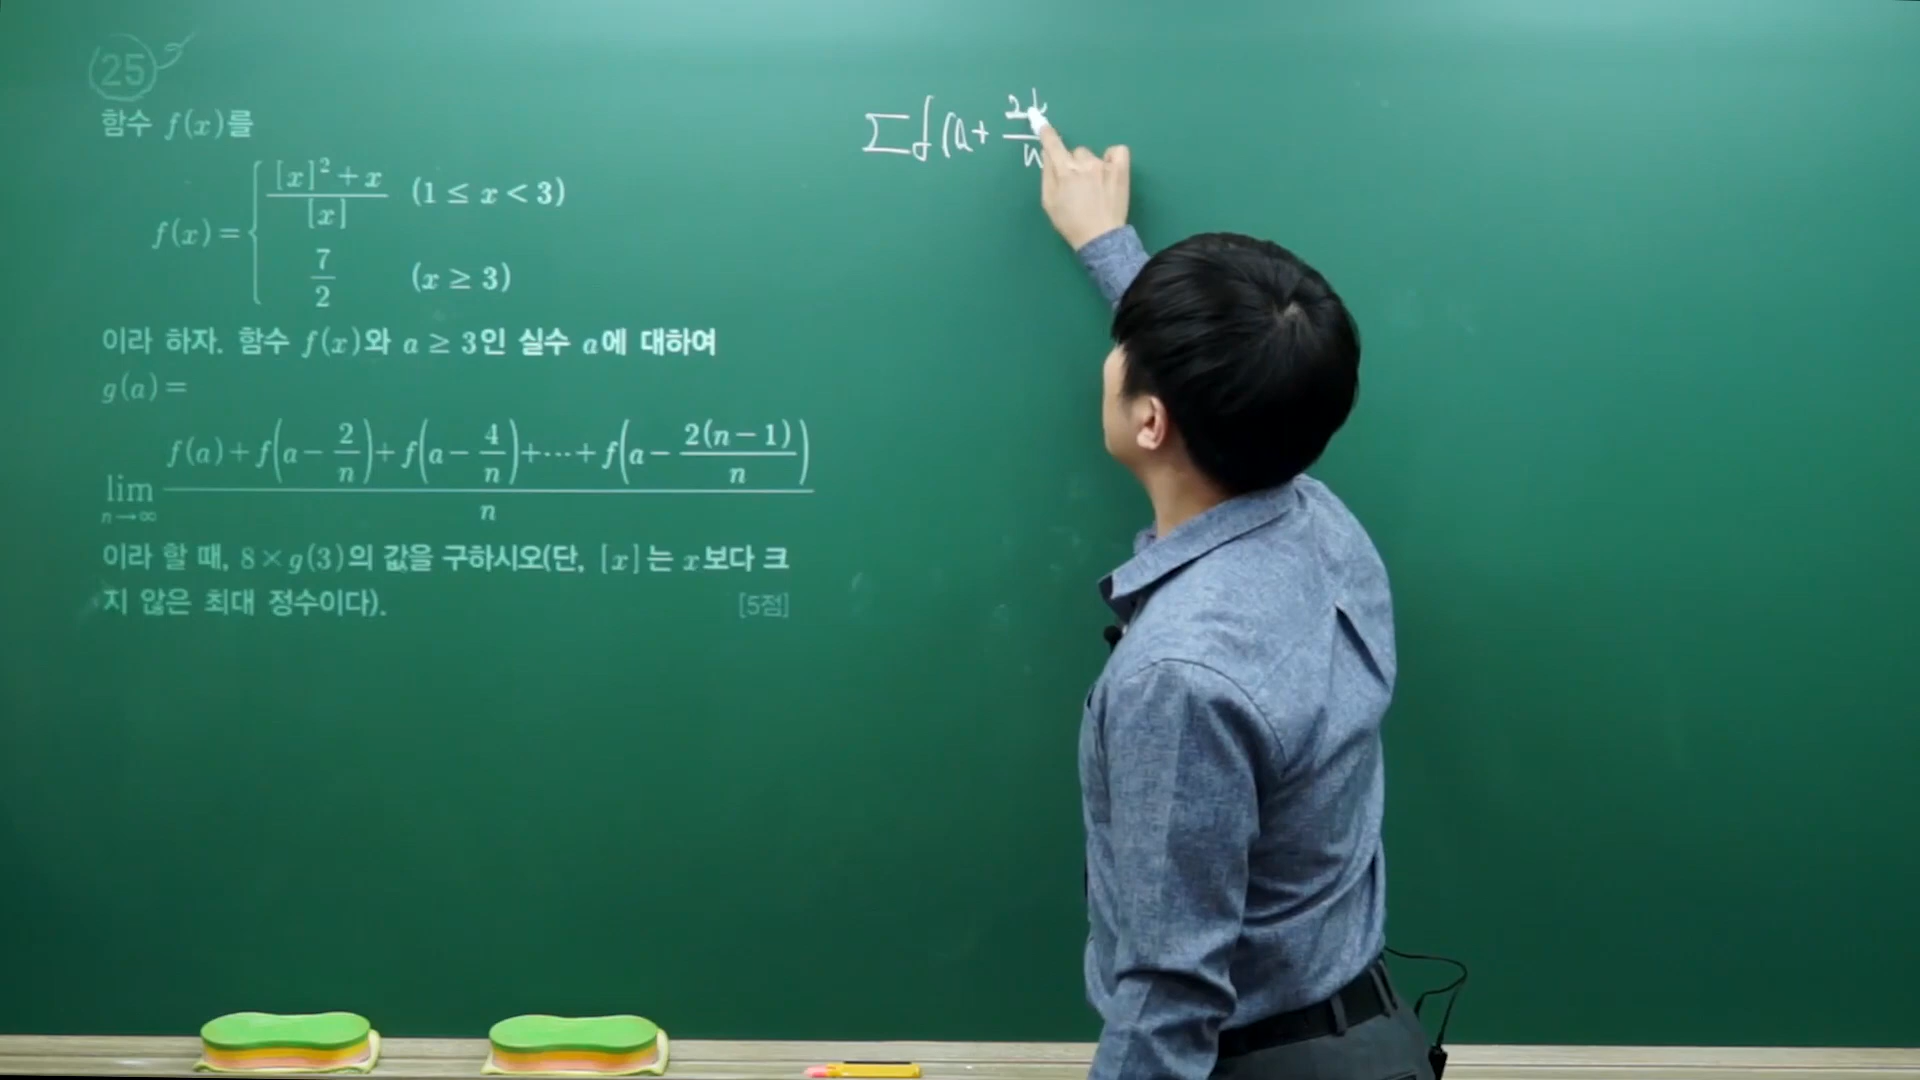 25
함수 f(x)를
f(x) = { ([x]² + x)/[x] (1 ≤ x < 3)
7/2 (x ≥ 3)
이라 하자. 함수 f(x)와 a ≥ 3인 실수 a에 대하여
g(a) =
lim n→∞ (f(a) + f(a − 2/n) + f(a − 4/n) + ⋯ + f(a − 2(n − 1)/n))/n
이라 할 때, 8 × g(3)의 값을 구하시오(단, [x]는 x보다 크
지 않은 최대 정수이다). [5점]
Σf(a+ 2